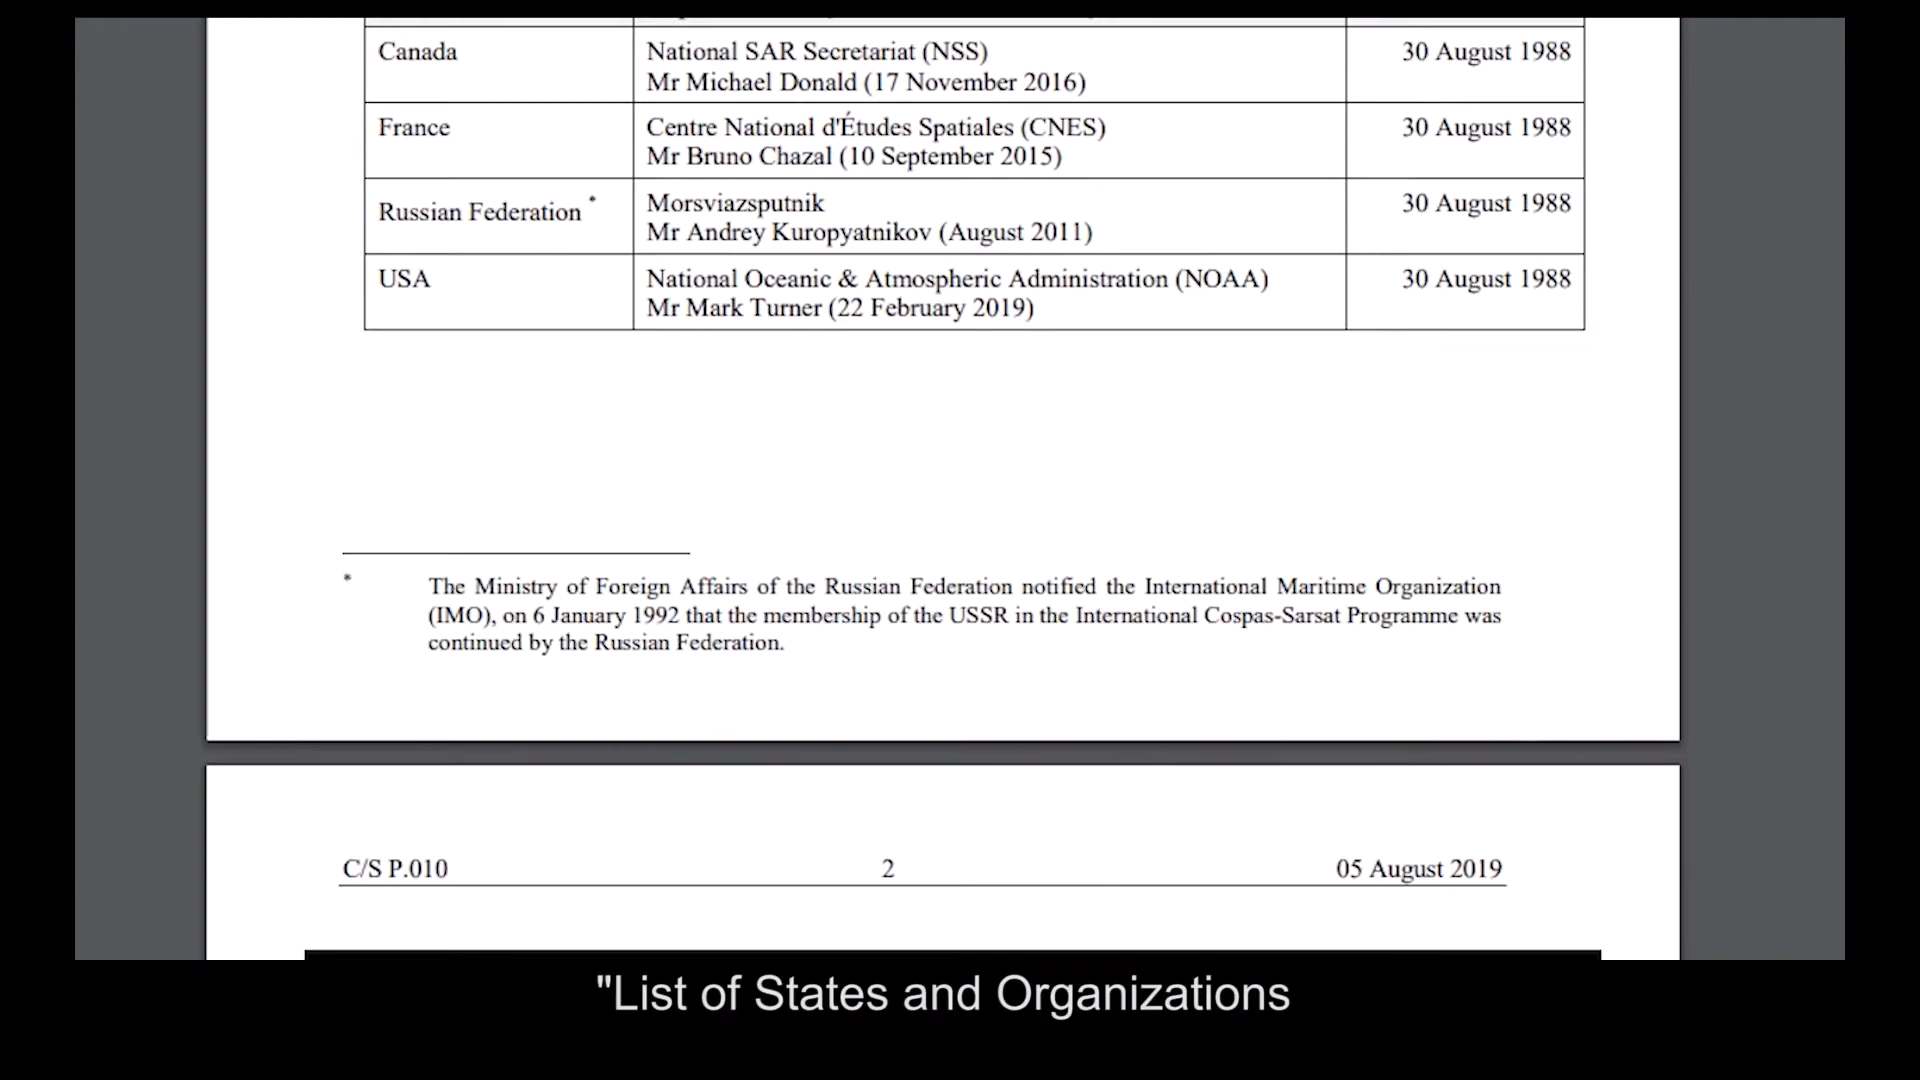 Canada
National SAR Secretariat (NSS)
Mr Michael Donald (17 November 2016)
30 August 1988
France
Centre National d'Études Spatiales (CNES)
Mr Bruno Chazal (10 September 2015)
30 August 1988
Russian Federation *
Morsviazsputnik
Mr Andrey Kuropyatnikov (August 2011)
30 August 1988
USA
National Oceanic & Atmospheric Administration (NOAA)
Mr Mark Turner (22 February 2019)
30 August 1988
* The Ministry of Foreign Affairs of the Russian Federation notified the International Maritime Organization
(IMO), on 6 January 1992 that the membership of the USSR in the International Cospas-Sarsat Programme was
continued by the Russian Federation.
C/S P.010 2 05 August 2019
"List of States and Organizations